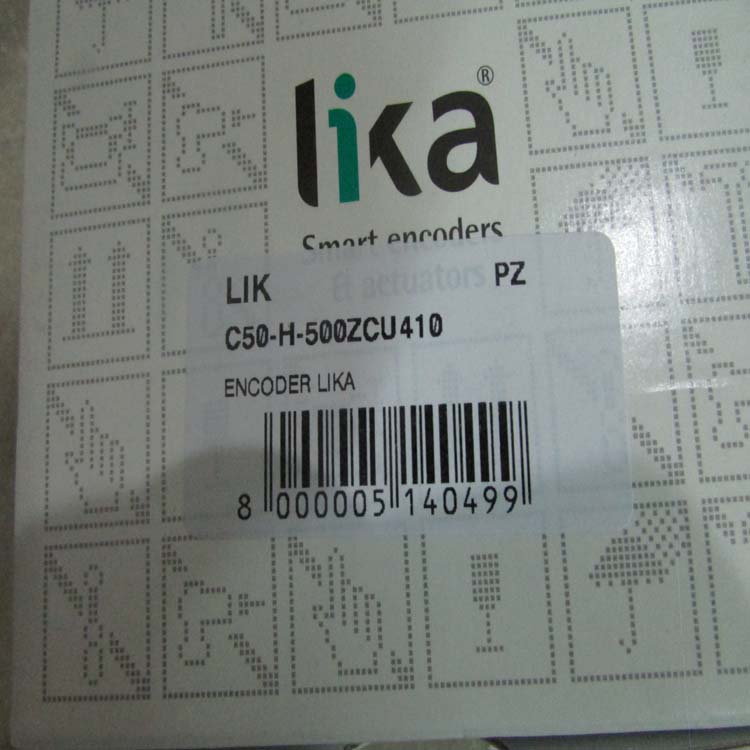 lika®
Smart encoders
& actuators
LIK PZ
C50-H-500ZCU410
ENCODER LIKA
8 000005 140499